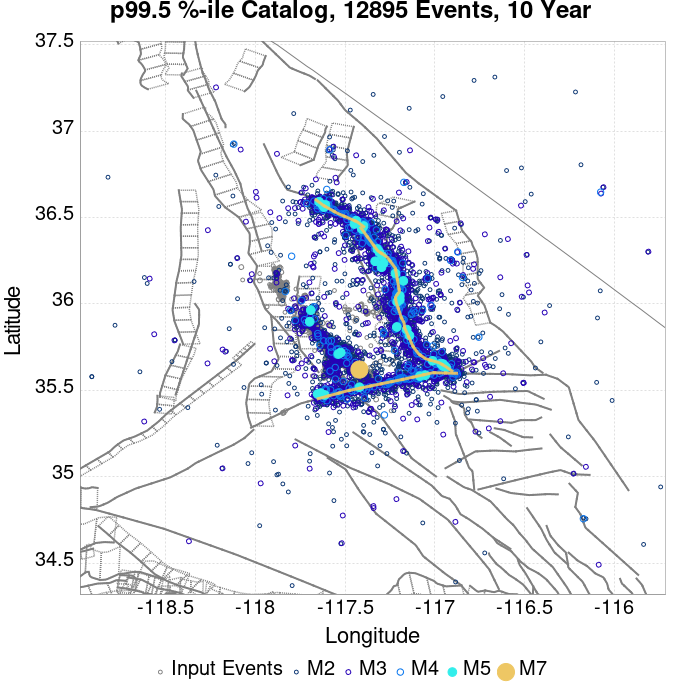 p99.5 %-ile Catalog, 12895 Events, 10 Year
37.5
37
36.5
36
35.5
35
34.5
Latitude
-118.5 -118 -117.5 -117 -116.5 -116
Longitude
Input Events M2 M3 M4 M5 M7